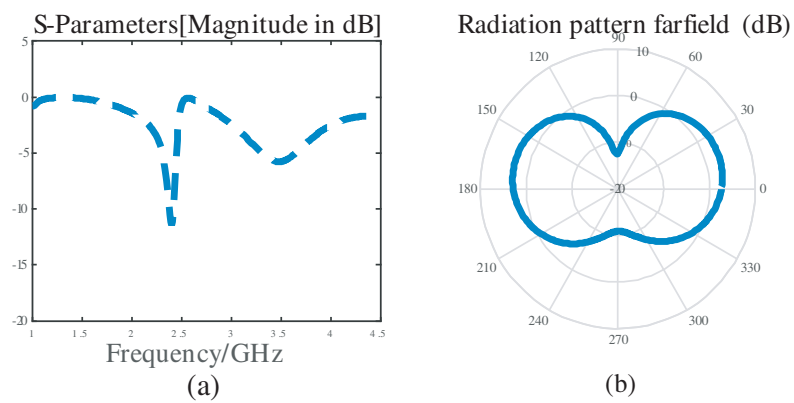 S-Parameters[Magnitude in dB]
5
0
-5
-10
-15
-20
1 1.5 2 2.5 3 3.5 4 4.5
Frequency/GHz
(a)
Radiation pattern farfield (dB)
90
120 10 60
150 0 30
180 -20 0
210 330
240 300
270
(b)